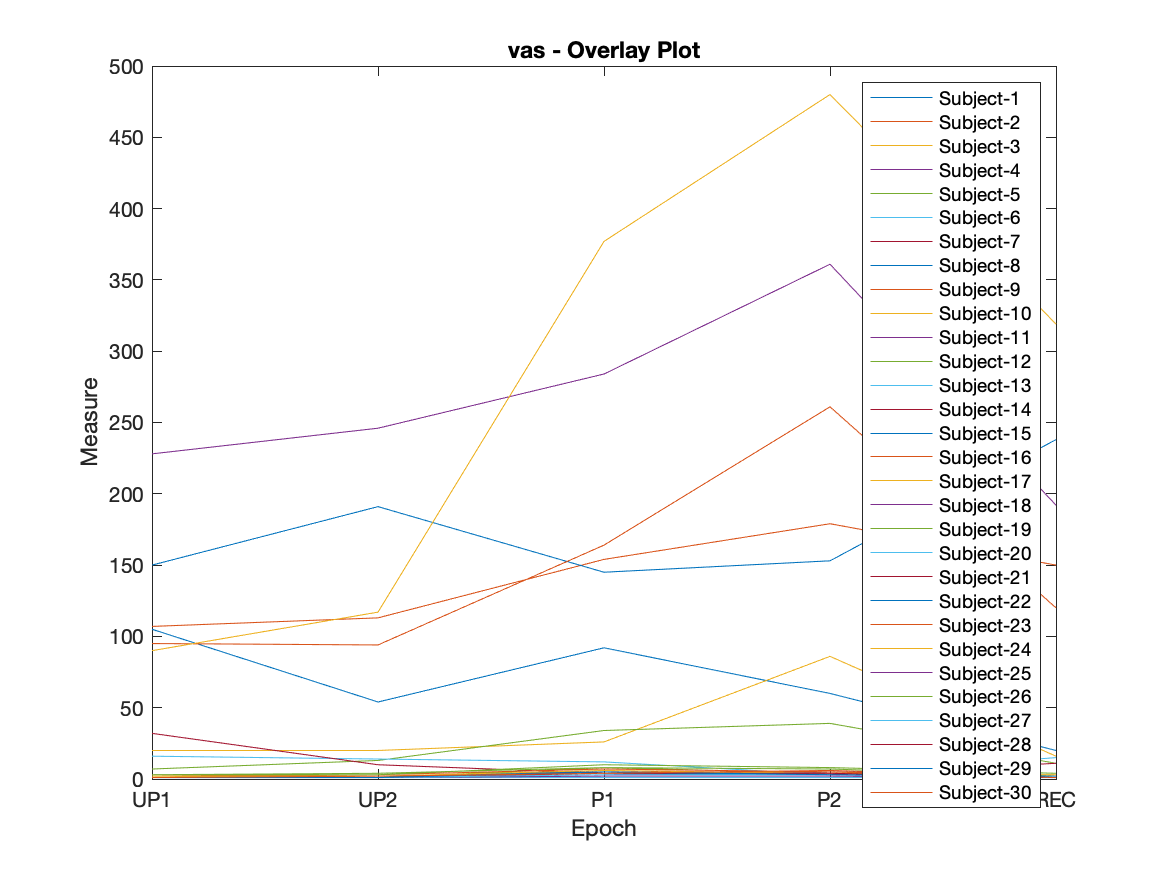 vas - Overlay Plot
500
450
400
350
300
250
200
150
100
50
0
Measure
UP1 UP2 P1 P2 REC
Epoch
Subject-1
Subject-2
Subject-3
Subject-4
Subject-5
Subject-6
Subject-7
Subject-8
Subject-9
Subject-10
Subject-11
Subject-12
Subject-13
Subject-14
Subject-15
Subject-16
Subject-17
Subject-18
Subject-19
Subject-20
Subject-21
Subject-22
Subject-23
Subject-24
Subject-25
Subject-26
Subject-27
Subject-28
Subject-29
Subject-30